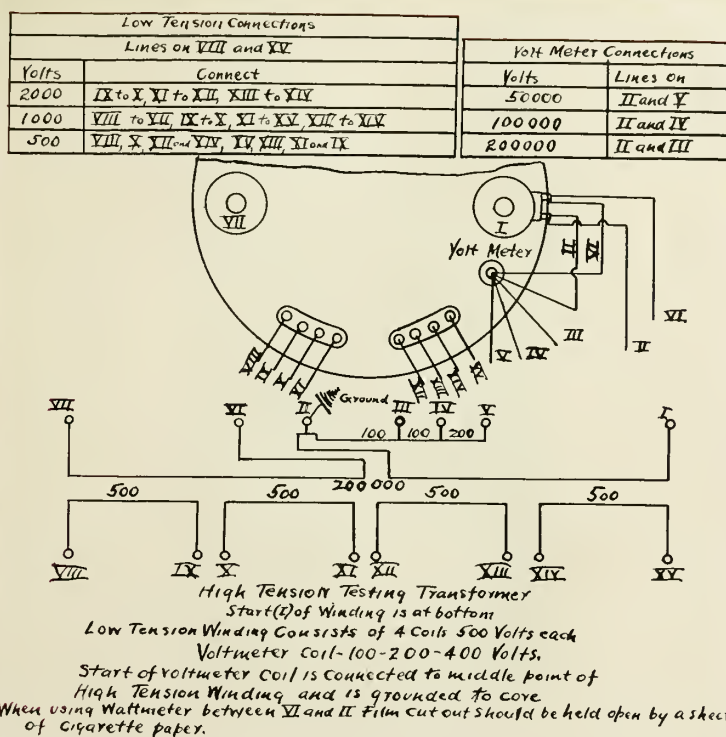 Low Tension Connections
Lines on VIII and XV
Volts Connect
2000 IX to X, XI to XII, XIII to XIV
1000 VIII to XII, IX to X, XI to XV, XIII to XIV
500 VIII, X, XII and XIV, XV, XIII, XI and IX
Volt Meter Connections
Volts Lines on
50000 II and V
100000 II and IV
200000 II and III
VII
I
Volt Meter
II
VI
VI
II
III
IV
V
VIII
IX
X
XI
XII
XIII
XIV
XV
Ground
VII VI II III IV V I
100 100 200
200000
500 500 500 500
VIII IX X XI XII XIII XIV XV
High Tension Testing Transformer
Start (I) of Winding is at bottom
Low Tension Winding Consists of 4 Coils 500 Volts each
Voltmeter Coil-100-200-400 Volts.
Start of voltmeter coil is connected to middle point of
High Tension Winding and is grounded to core
When using Wattmeter between VI and II Film cut out should be held open by a sheet
of cigarette paper.